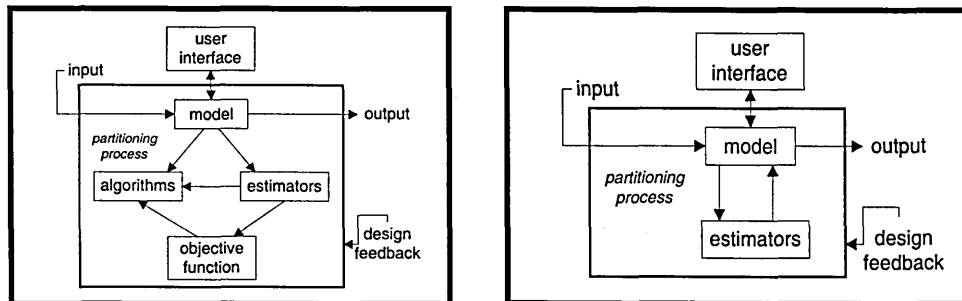 user
interface
input
model
output
partitioning
process
algorithms
estimators
objective
function
design
feedback
user
interface
input
model
output
partitioning
process
estimators
design
feedback